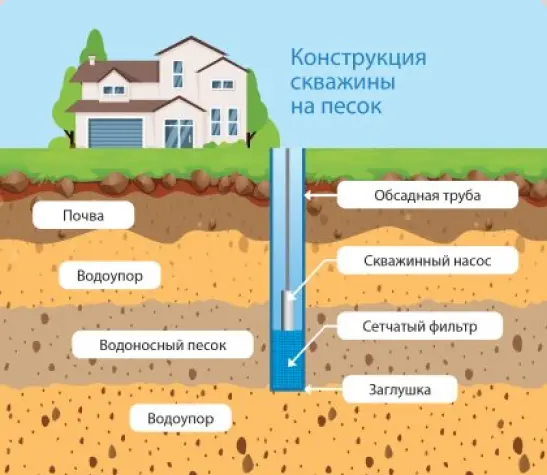 Конструкция
скважины
на песок
Обсадная труба
Почва
Скважинный насос
Водоупор
Сетчатый фильтр
Водоносный песок
Заглушка
Водоупор